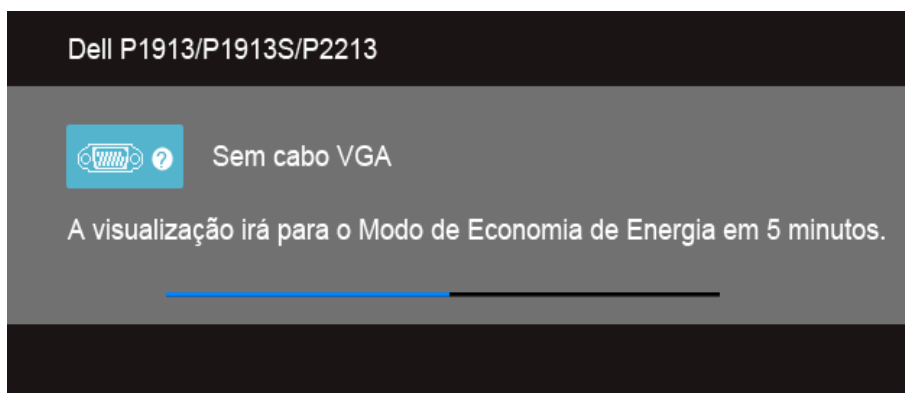 Dell P1913/P1913S/P2213
Sem cabo VGA
A visualização irá para o Modo de Economia de Energia em 5 minutos.